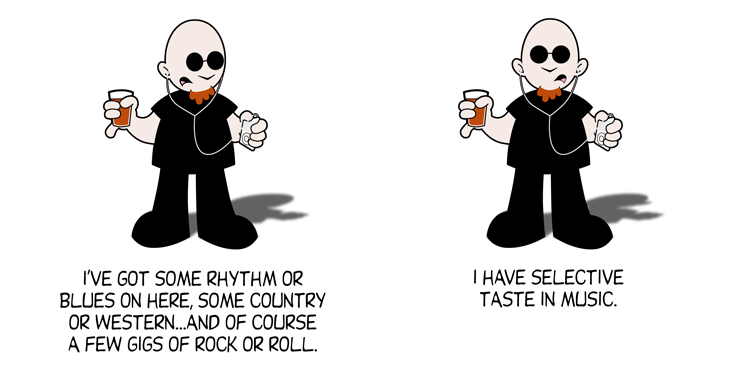 I'VE GOT SOME RHYTHM OR
BLUES ON HERE, SOME COUNTRY
OR WESTERN...AND OF COURSE
A FEW GIGS OF ROCK OR ROLL.
I HAVE SELECTIVE
TASTE IN MUSIC.